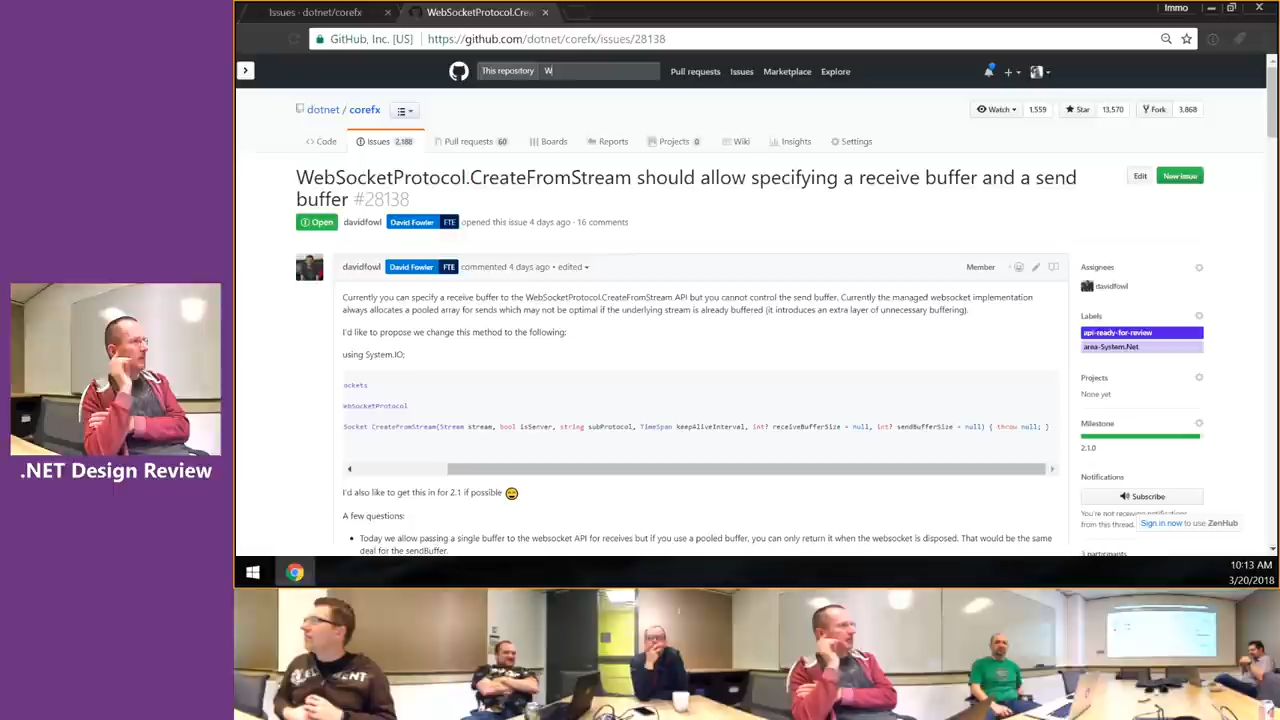 Issues · dotnet/corefx
WebSocketProtocol.Cre
Immo
GitHub, Inc. [US]
https://github.com/dotnet/corefx/issues/28138
This repository
W
Pull requests
Issues
Marketplace
Explore
dotnet / corefx
Watch
1,559
Star
13,570
Fork
3,868
Code
Issues 2,188
Pull requests 60
Boards
Reports
Projects 0
Wiki
Insights
Settings
WebSocketProtocol.CreateFromStream should allow specifying a receive buffer and a send
buffer #28138
Edit
New issue
Open
davidfowl David Fowler FTE opened this issue 4 days ago · 16 comments
davidfowl David Fowler FTE commented 4 days ago • edited
Member
Currently you can specify a receive buffer to the WebSocketProtocol.CreateFromStream API but you cannot control the send buffer. Currently the managed websocket implementation
always allocates a pooled array for sends which may not be optimal if the underlying stream is already buffered (it introduces an extra layer of unnecessary buffering).
I'd like to propose we change this method to the following:
using System.IO;
ockets
ebSocketProtocol
Socket CreateFromStream(Stream stream, bool isServer, string subProtocol, TimeSpan keepAliveInterval, int? receiveBufferSize = null, int? sendBufferSize = null) { throw null; }
I'd also like to get this in for 2.1 if possible
A few questions:
• Today we allow passing a single buffer to the websocket API for receives but if you use a pooled buffer, you can only return it when the websocket is disposed. That would be the same
deal for the sendBuffer.
Assignees
davidfowl
Labels
api-ready-for-review
area-System.Net
Projects
None yet
Milestone
2.1.0
Notifications
Subscribe
You're not receiving notifications
from this thread.
Sign in now to use ZenHub
3 participants
10:13 AM
3/20/2018
.NET Design Review